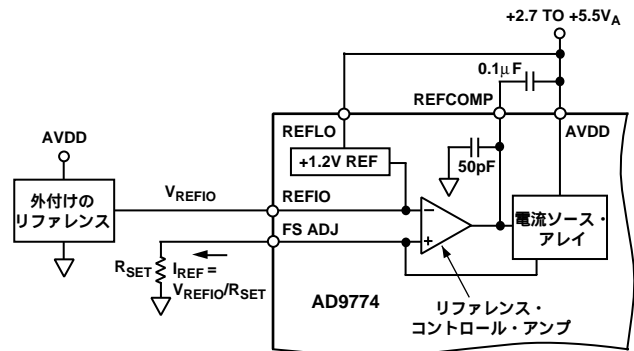 +2.7 TO +5.5VA
0.1μF
REFCOMP
AVDD
REFLO
AVDD
+1.2V REF
50pF
外付けの
リファレンス
VREFIO
REFIO
−
電流ソース・
アレイ
FS ADJ
+
RSET
IREF =
VREFIO/RSET
AD9774
リファレンス・
コントロール・アンプ